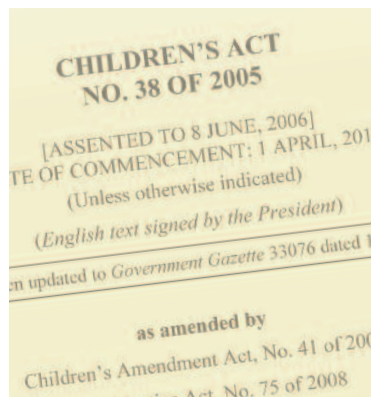 CHILDREN'S ACT
NO. 38 OF 2005
[ASSENTED TO 8 JUNE, 2006]
TE OF COMMENCEMENT: 1 APRIL, 201
(Unless otherwise indicated)
(English text signed by the President)
en updated to Government Gazette 33076 dated 1
as amended by
Children's Amendment Act, No. 41 of 200
Act, No. 75 of 2008